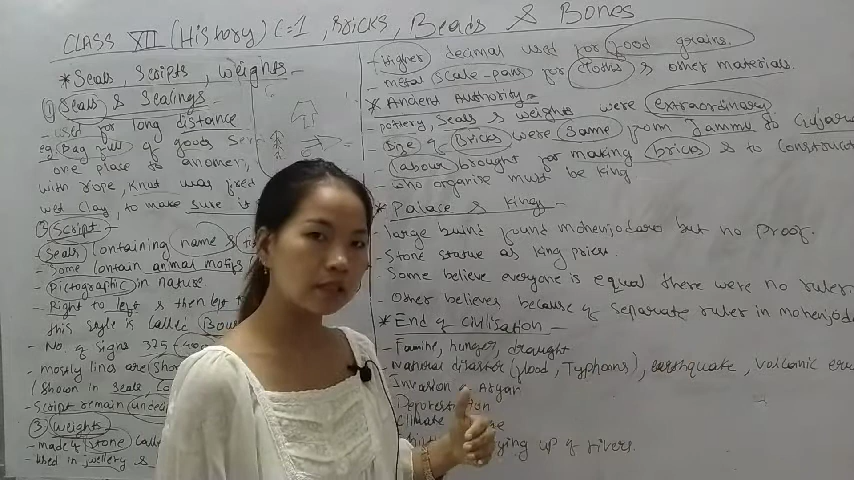 CLASS XII (History) C=1, BRICKS, Beads & Bones
* Seals, Scripts, Weights -
① Seals & Sealings -
- used for long distance
eg Bag full of goods
one place to another,
with rope, knot was fixed
wet clay, to make sure it
② Script -
Seals containing name &
- Some contain animal motifs
- Pictographic in nature
- Right to left & then left
this style is called
- No. of signs 375
- mostly lines are
(shown in seals
- Script remain
③ Weights
- made of stone
- used in jwellery &
- Higher decimal used for food grains.
- metal scale-pans for cloths & other materials.
* Ancient Authority -
- pottery, Seals & weights were extraordinary
- Size of Bricks were same from Jammu to
- labour brought for making bricks & to
- who organise must be king
* Palace & Kings -
- large build found mohenjodaro but no proof.
- Stone statue as king priest.
- Some believe everyone is equal there were no ruler.
- Other believes because of separate ruler in
* End of Civilisation -
- Famine, hunger, drought
- Natural disaster (flood, Typhoons), earthquake, volcanic
- Invasion of Aryan
- Deforestation
- Climate
up of rivers.